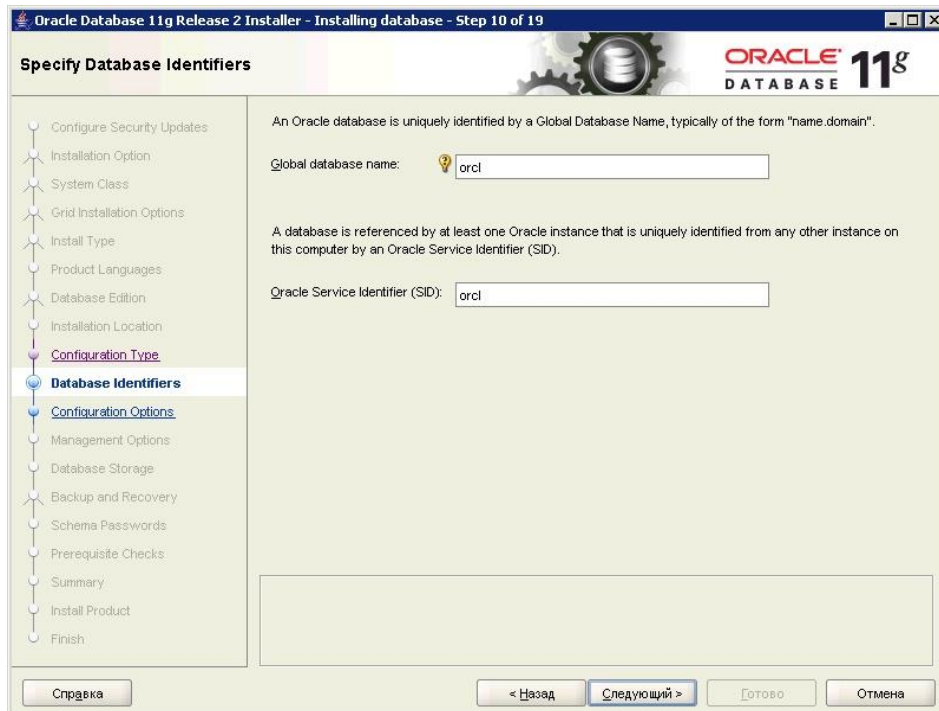 Oracle Database 11g Release 2 Installer - Installing database - Step 10 of 19
Specify Database Identifiers
ORACLE
DATABASE
11g
Configure Security Updates
Installation Option
System Class
Grid Installation Options
Install Type
Product Languages
Database Edition
Installation Location
Configuration Type
Database Identifiers
Configuration Options
Management Options
Database Storage
Backup and Recovery
Schema Passwords
Prerequisite Checks
Summary
Install Product
Finish
An Oracle database is uniquely identified by a Global Database Name, typically of the form "name.domain".
Global database name: orcl
A database is referenced by at least one Oracle instance that is uniquely identified from any other instance on
this computer by an Oracle Service Identifier (SID).
Oracle Service Identifier (SID): orcl
Справка
< Назад
Следующий >
Готово
Отмена